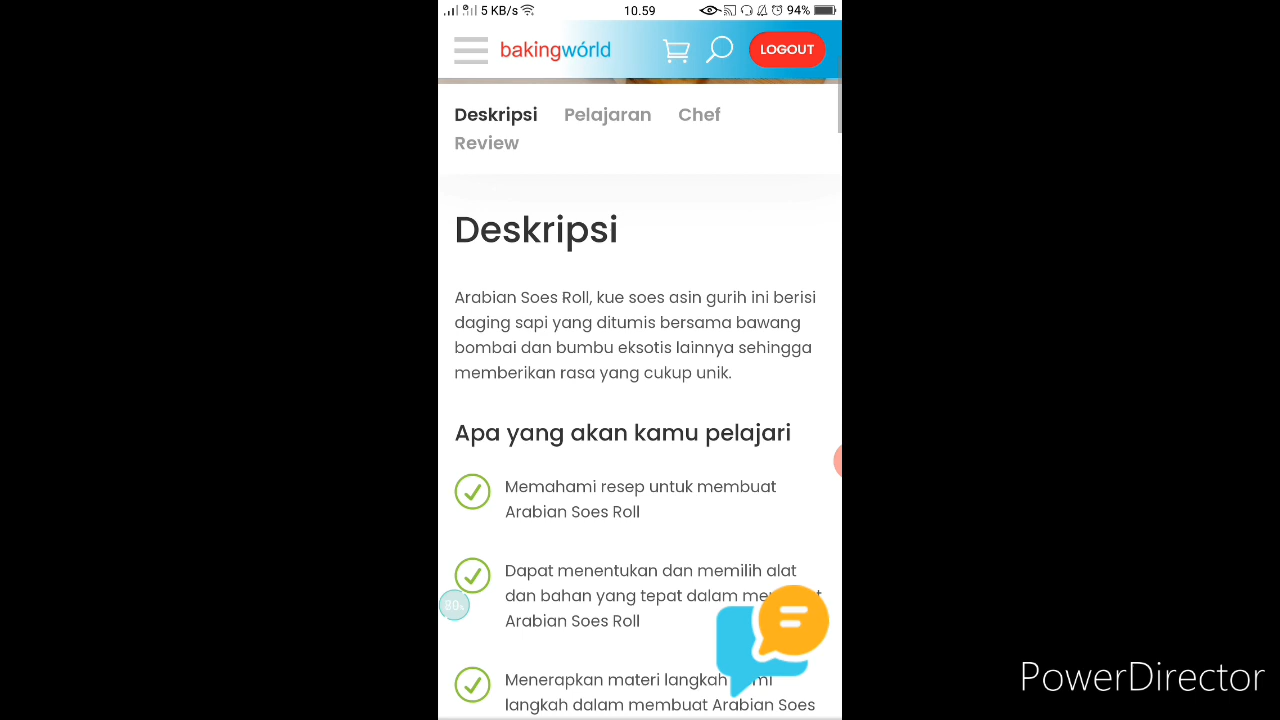 5 KB/s 10.59 94%
bakingwórld LOGOUT
Deskripsi Pelajaran Chef
Review
Deskripsi
Arabian Soes Roll, kue soes asin gurih ini berisi
daging sapi yang ditumis bersama bawang
bombai dan bumbu eksotis lainnya sehingga
memberikan rasa yang cukup unik.
Apa yang akan kamu pelajari
Memahami resep untuk membuat
Arabian Soes Roll
Dapat menentukan dan memilih alat
dan bahan yang tepat dalam
80%
Arabian Soes Roll
Menerapkan materi langkah
langkah dalam membuat Arabian Soes
PowerDirector